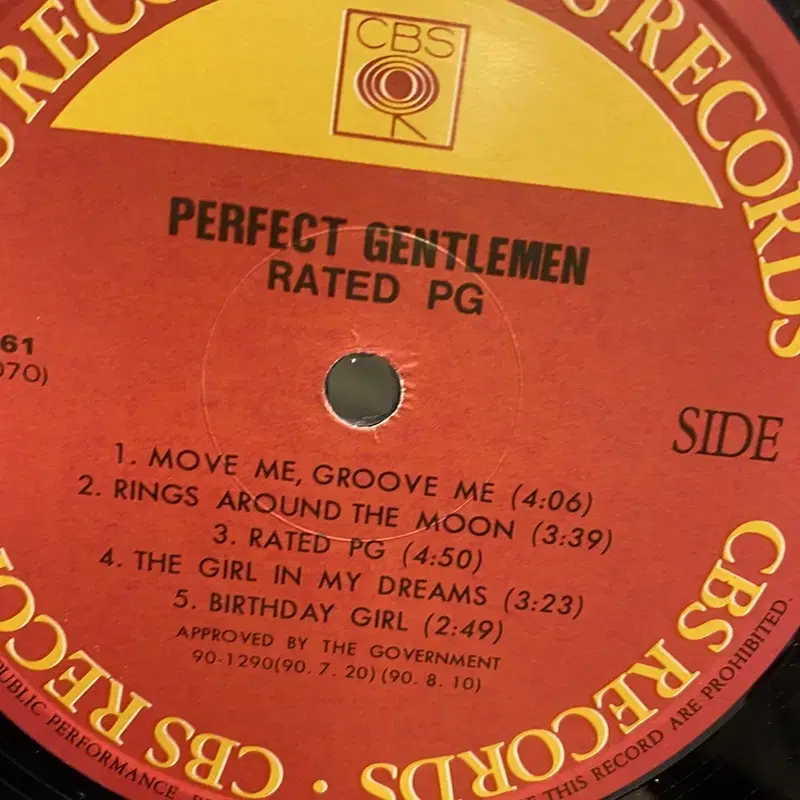 CBS
PERFECT GENTLEMEN
RATED PG
61
070)
SIDE
1. MOVE ME, GROOVE ME (4:06)
2. RINGS AROUND THE MOON (3:39)
3. RATED PG (4:50)
4. THE GIRL IN MY DREAMS (3:23)
5. BIRTHDAY GIRL (2:49)
APPROVED BY THE GOVERNMENT
90-1290(90. 7. 20) (90. 8. 10)
S RECORDS
CBS RECORDS · CBS RECORDS
PUBLIC PERFORMANCE
THIS RECORD ARE PROHIBITED.